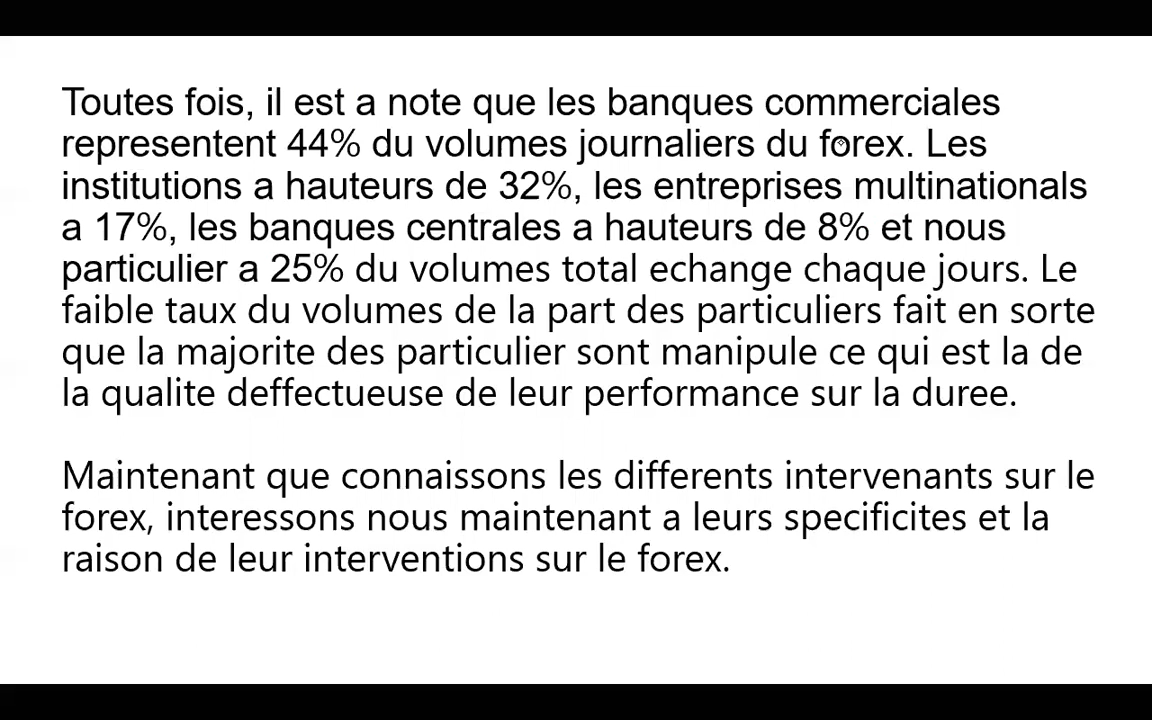 Toutes fois, il est a note que les banques commerciales
representent 44% du volumes journaliers du forex. Les
institutions a hauteurs de 32%, les entreprises multinationals
a 17%, les banques centrales a hauteurs de 8% et nous
particulier a 25% du volumes total echange chaque jours. Le
faible taux du volumes de la part des particuliers fait en sorte
que la majorite des particulier sont manipule ce qui est la de
la qualite deffectueuse de leur performance sur la duree.
Maintenant que connaissons les differents intervenants sur le
forex, interessons nous maintenant a leurs specificites et la
raison de leur interventions sur le forex.